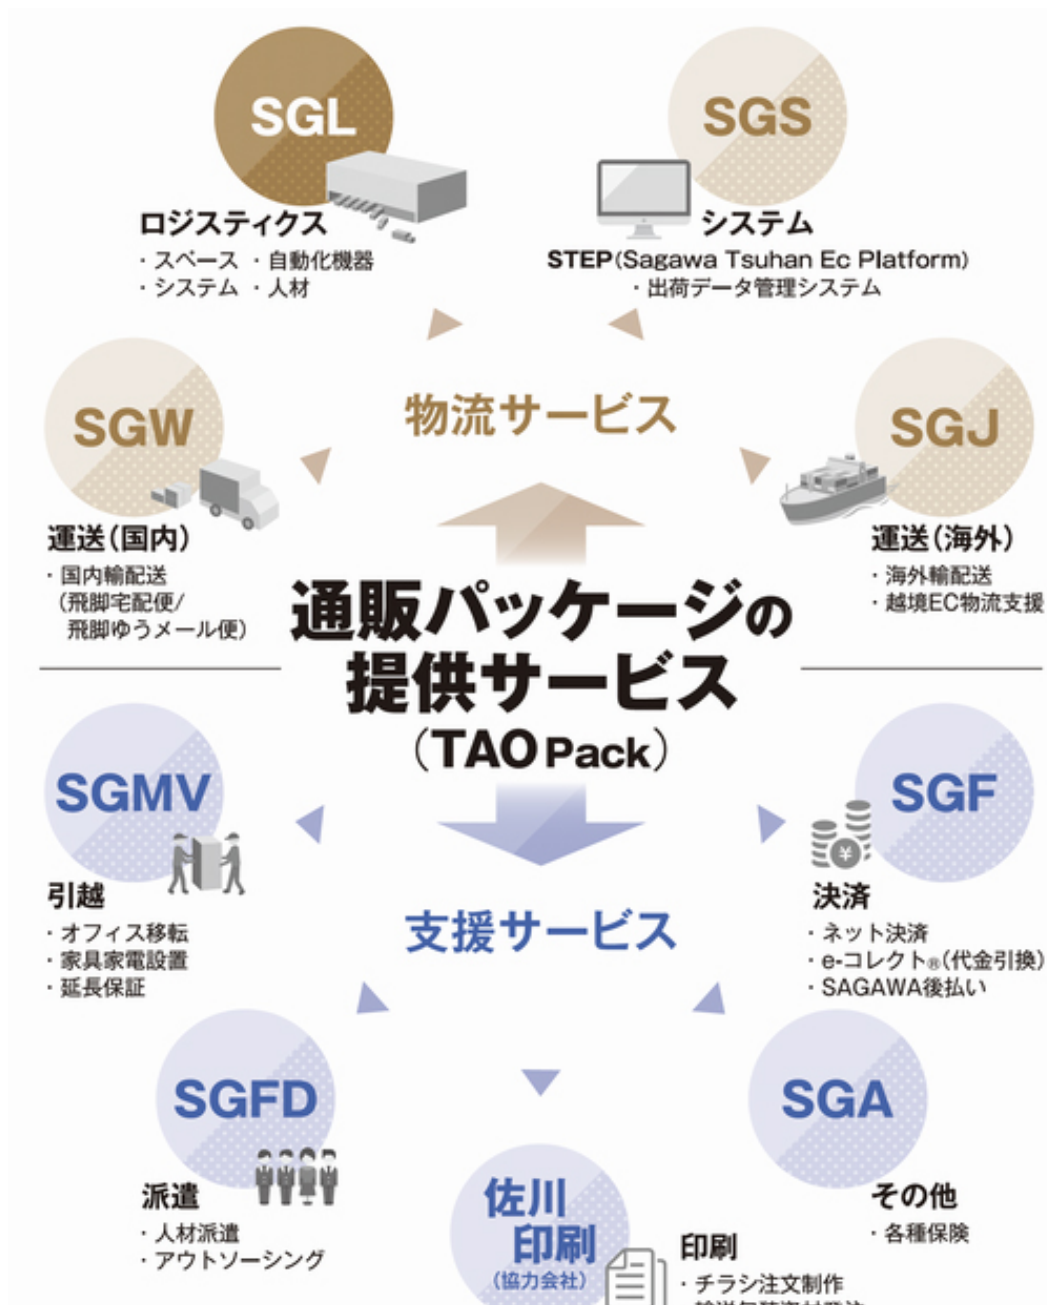 SGL
ロジスティクス
・スペース ・自動化機器
・システム ・人材
SGS
システム
STEP(Sagawa Tsuhan Ec Platform)
・出荷データ管理システム
SGW
運送(国内)
・国内輸配送
(飛脚宅配便/
飛脚ゆうメール便)
物流サービス
SGJ
運送(海外)
・海外輸配送
・越境EC物流支援
通販パッケージの
提供サービス
(TAO Pack)
SGMV
引越
・オフィス移転
・家具家電設置
・延長保証
支援サービス
SGF
¥
決済
・ネット決済
・e-コレクト®(代金引換)
・SAGAWA後払い
SGFD
派遣
・人材派遣
・アウトソーシング
佐川
印刷
(協力会社)
印刷
・チラシ注文制作
SGA
その他
・各種保険